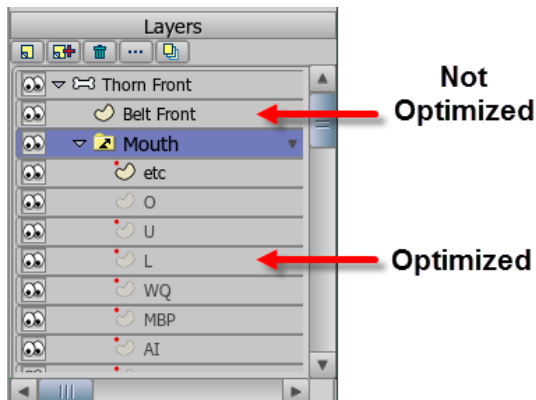 Layers
Thorn Front
Belt Front
Mouth
etc
O
U
L
WQ
MBP
AI
Not
Optimized
Optimized